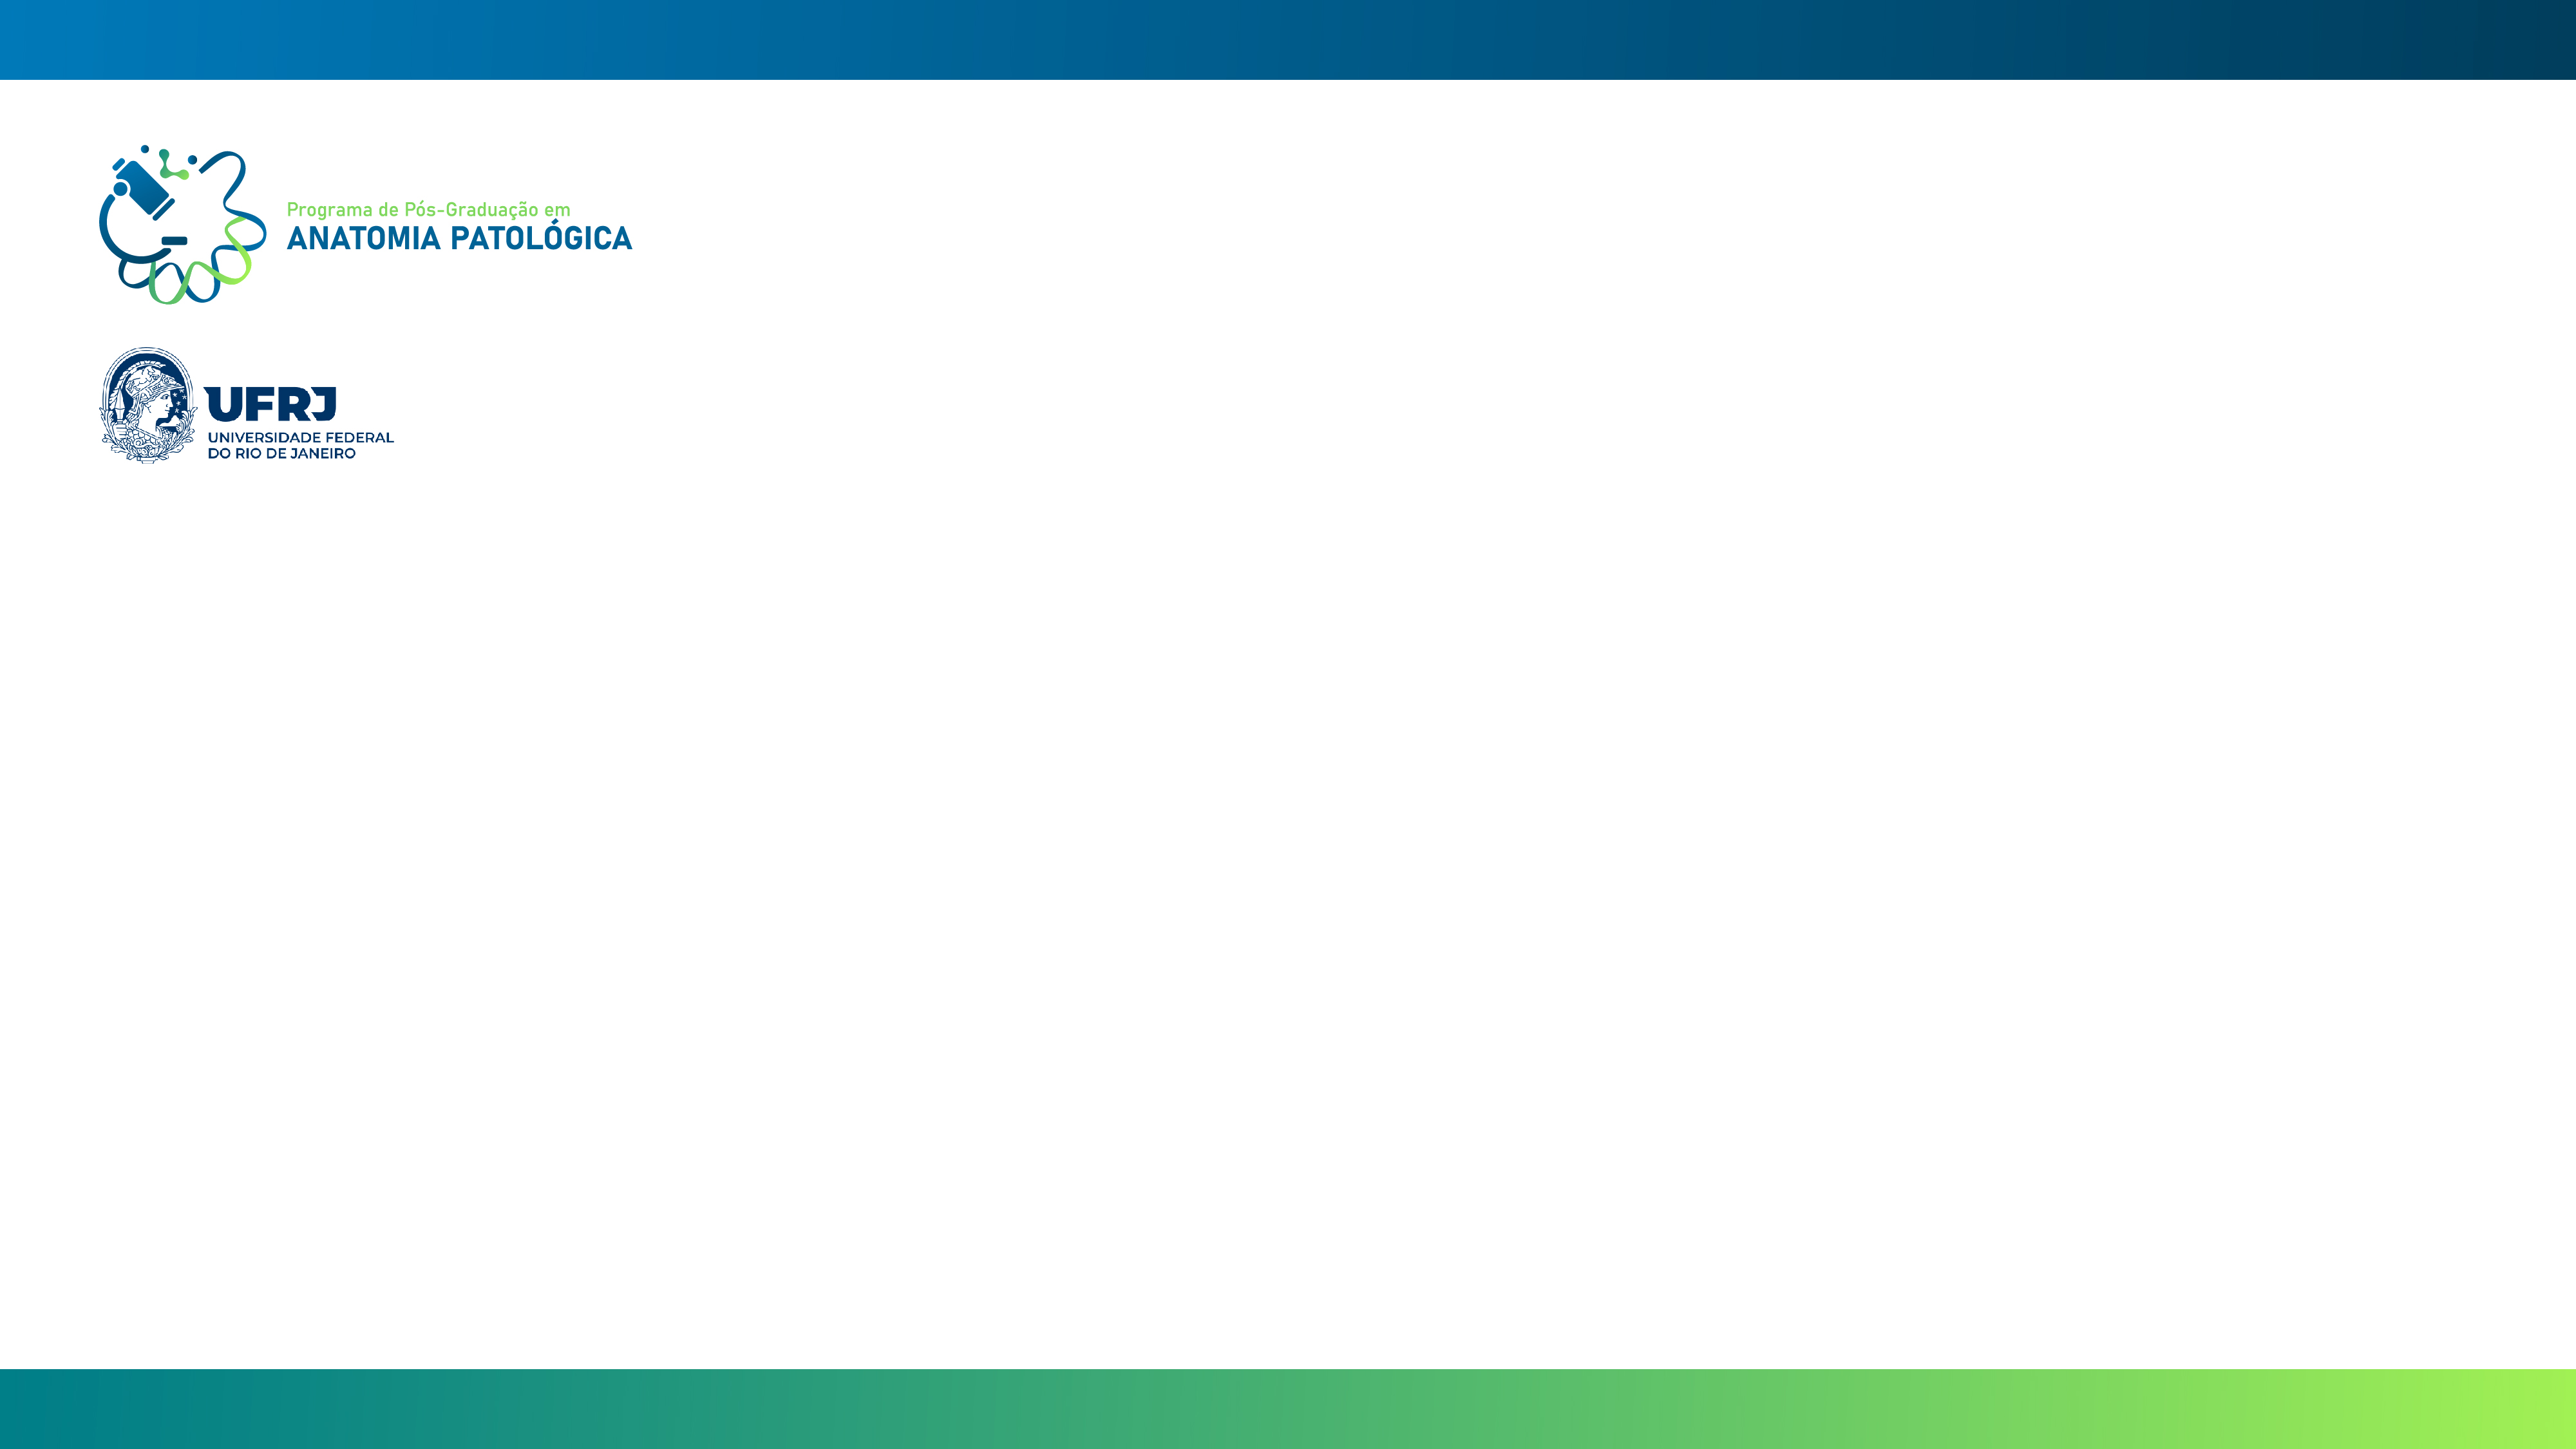 Programa de Pós-Graduação em
ANATOMIA PATOLÓGICA
UFRJ
UNIVERSIDADE FEDERAL
DO RIO DE JANEIRO